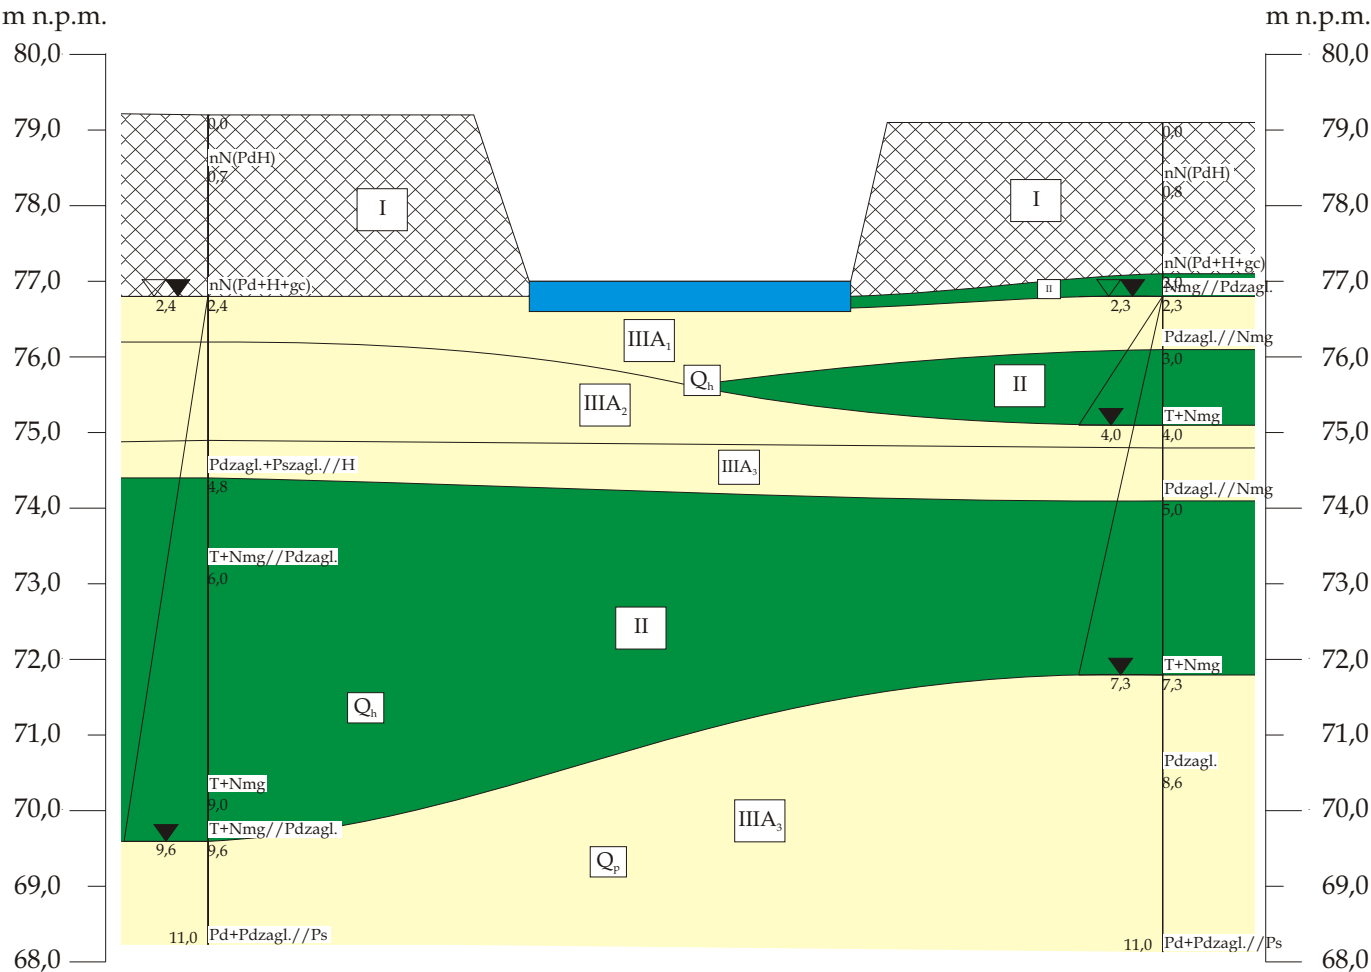 m n.p.m.
m n.p.m.
80,0
80,0
79,0
79,0
0,0
0,0
nN(PdH)
0,7
nN(PdH)
0,8
I
I
78,0
78,0
77,0
77,0
nN(Pd+H+gc)
2,4
2,4
nN(Pd+H+gc)
2,0
Nmg//Pdzagl.
2,3
2,3
II
IIIA₁
Pdzagl.//Nmg
3,0
76,0
76,0
Qₕ
II
IIIA₂
T+Nmg
4,0
4,0
75,0
75,0
Pdzagl.+Pszagl.//H
4,8
IIIA₃
Pdzagl.//Nmg
5,0
74,0
74,0
T+Nmg//Pdzagl.
6,0
73,0
73,0
II
72,0
72,0
T+Nmg
7,3
7,3
Qₕ
71,0
71,0
Pdzagl.
8,6
T+Nmg
9,0
70,0
70,0
T+Nmg//Pdzagl.
9,6
9,6
IIIA₃
Qₚ
69,0
69,0
11,0
Pd+Pdzagl.//Ps
11,0
Pd+Pdzagl.//Ps
68,0
68,0